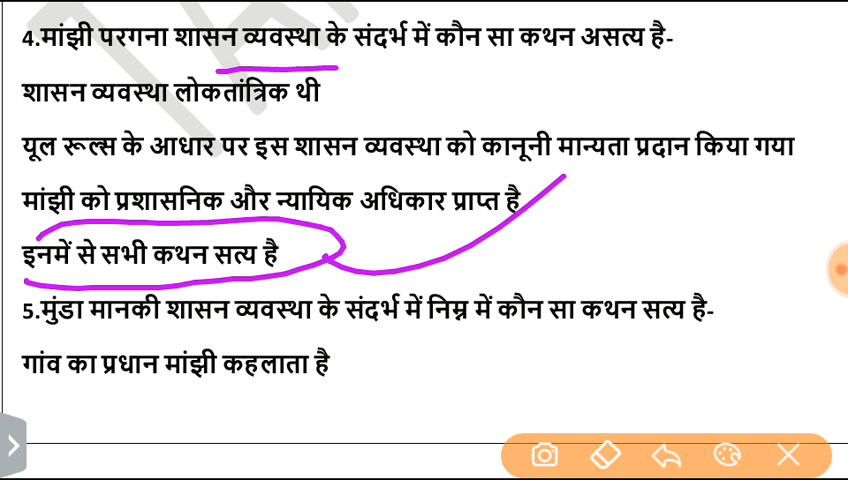 4.मांझी परगना शासन व्यवस्था के संदर्भ में कौन सा कथन असत्य है-
शासन व्यवस्था लोकतांत्रिक थी
यूल रूल्स के आधार पर इस शासन व्यवस्था को कानूनी मान्यता प्रदान किया गया
मांझी को प्रशासनिक और न्यायिक अधिकार प्राप्त है
इनमें से सभी कथन सत्य है
5.मुंडा मानकी शासन व्यवस्था के संदर्भ में निम्न में कौन सा कथन सत्य है-
गांव का प्रधान मांझी कहलाता है